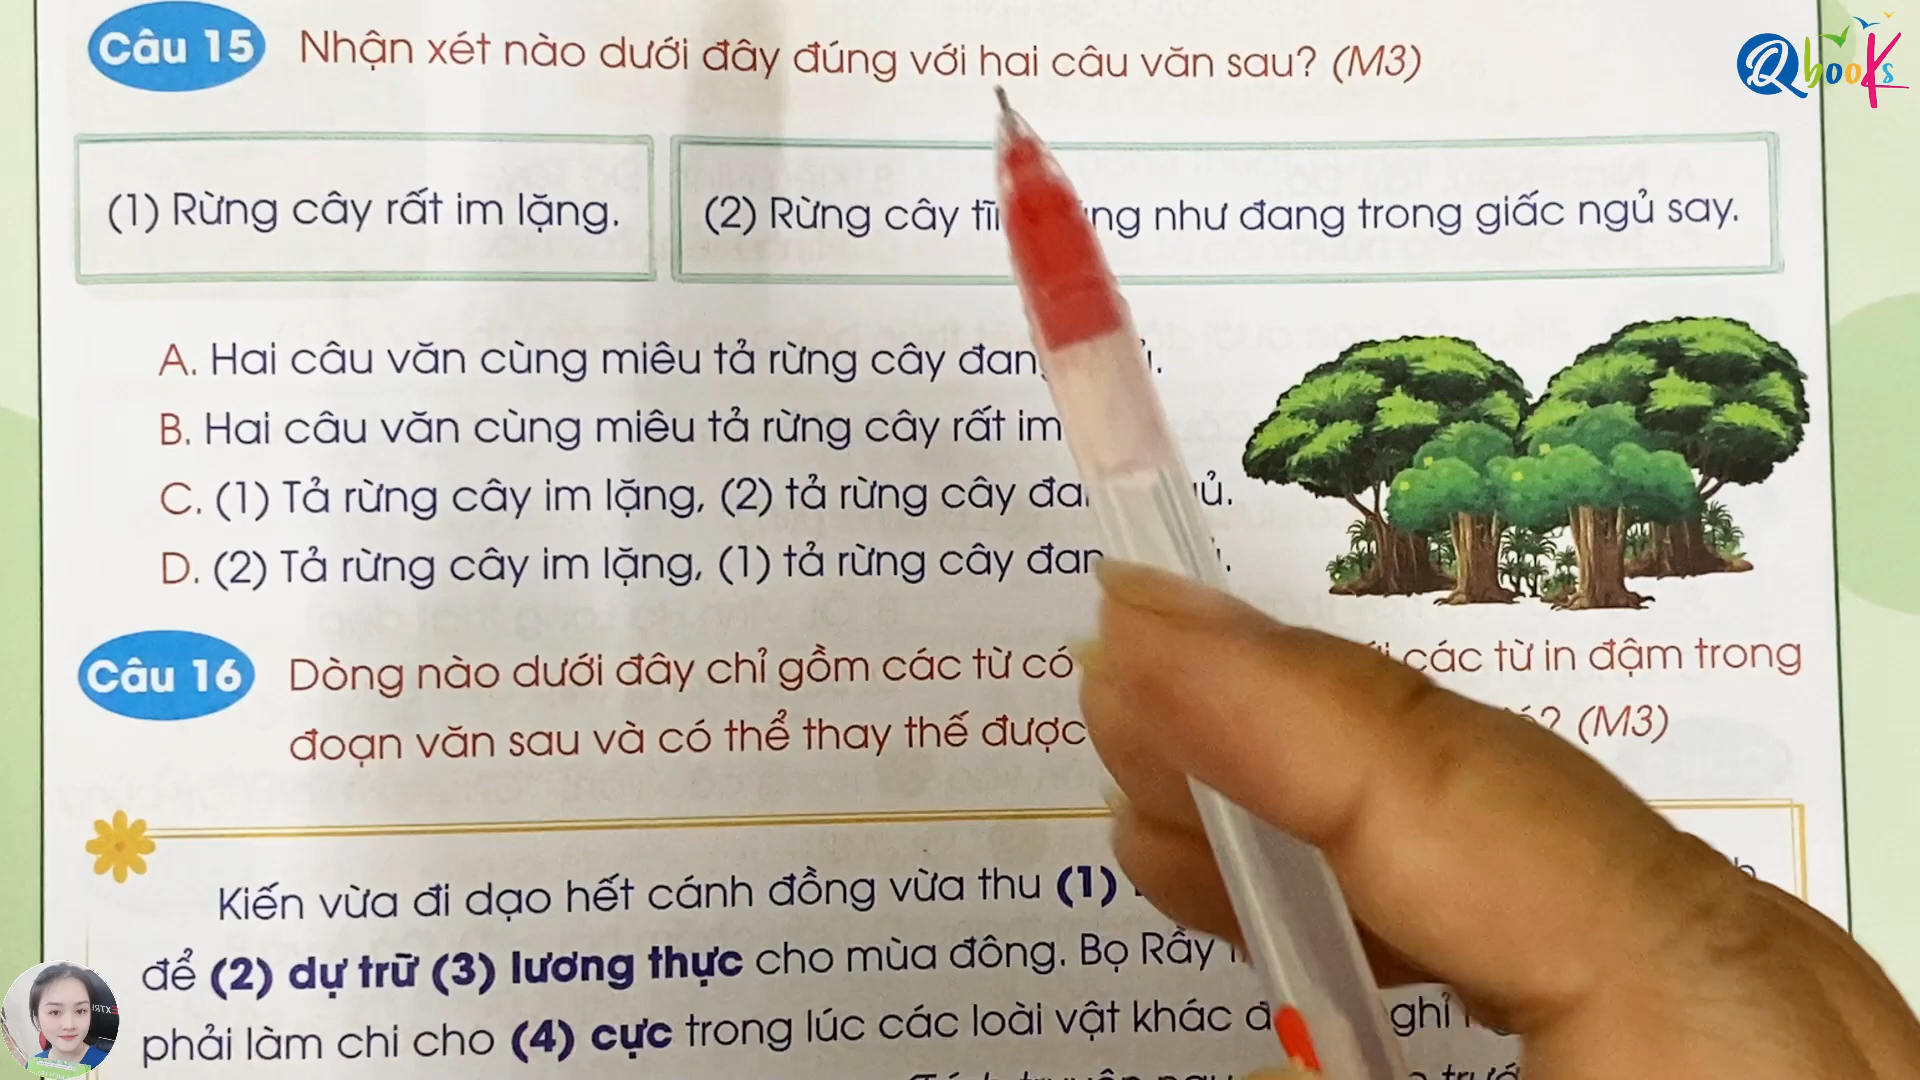 Câu 15 Nhận xét nào dưới đây đúng với hai câu văn sau? (M3)
Qbooks
(1) Rừng cây rất im lặng.
(2) Rừng cây như đang trong giấc ngủ say.
A. Hai câu văn cùng miêu tả rừng cây
B. Hai câu văn cùng miêu tả rừng cây rất im
C. (1) Tả rừng cây im lặng, (2) tả rừng cây
D. (2) Tả rừng cây im lặng, (1) tả rừng cây
Câu 16 Dòng nào dưới đây chỉ gồm các từ có các từ in đậm trong
đoạn văn sau và có thể thay thế được (M3)
Kiến vừa đi dạo hết cánh đồng vừa thu (1)
để (2) dự trữ (3) lương thực cho mùa đông. Bọ Rầy
phải làm chi cho (4) cực trong lúc các loài vật khác